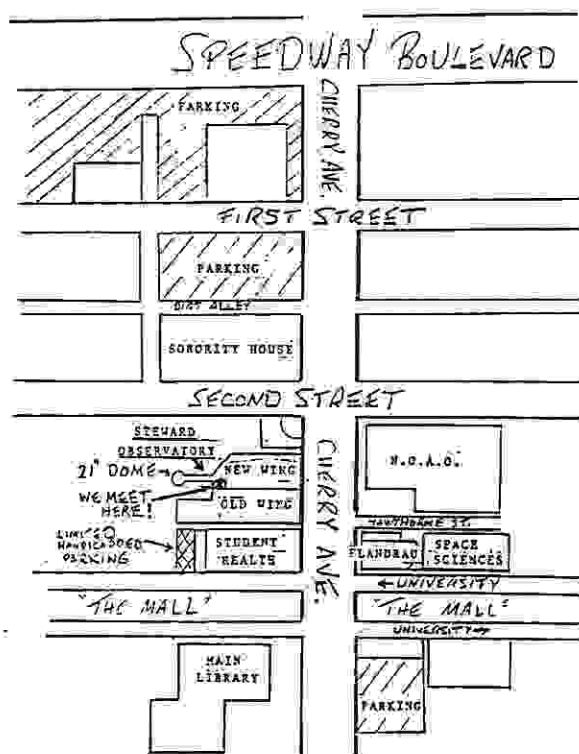 SPEEDWAY BOULEVARD
PARKING
CHERRY AVE.
FIRST STREET
PARKING
DIRT ALLEY
SORORITY HOUSE
SECOND STREET
STEWARD
OBSERVATORY
21" DOME
NEW WING
WE MEET
HERE!
OLD WING
LIMITED
HANDICAPPED
PARKING
STUDENT
HEALTH
CHERRY AVE.
N.O.A.O.
HAWTHORNE ST.
FLANDRAU
SPACE
SCIENCES
←UNIVERSITY
"THE MALL"
"THE MALL"
UNIVERSITY→
MAIN
LIBRARY
PARKING